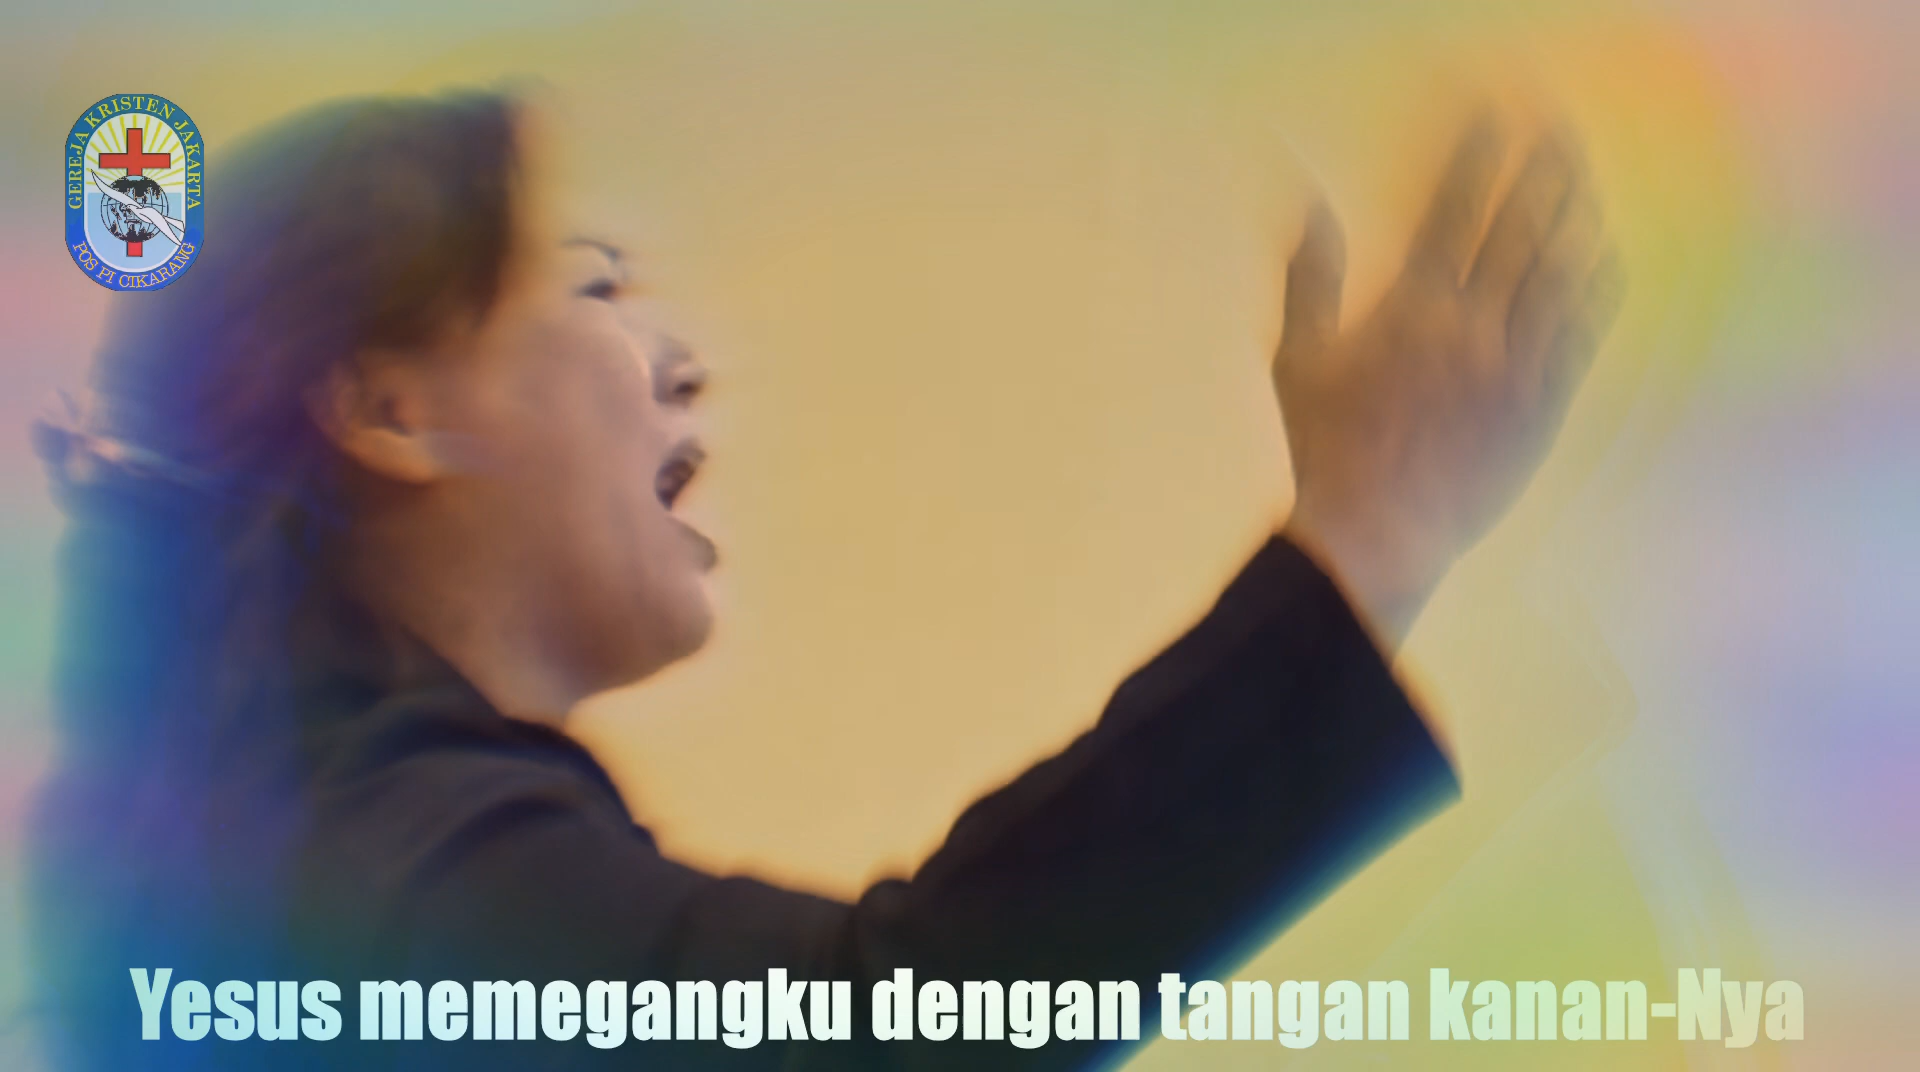 GEREJA KRISTEN JAKARTA
POS PI CIKARANG
Yesus memegangku dengan tangan kanan-Nya